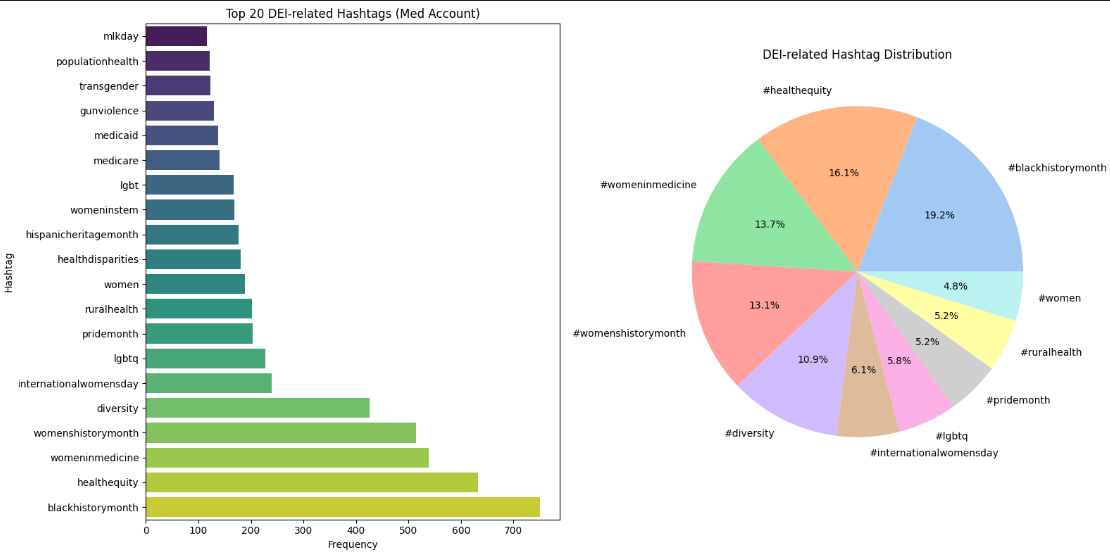 Top 20 DEI-related Hashtags (Med Account)
Hashtag
mlkday
populationhealth
transgender
gunviolence
medicaid
medicare
lgbt
womeninstem
hispanicheritagemonth
healthdisparities
women
ruralhealth
pridemonth
lgbtq
internationalwomensday
diversity
womenshistorymonth
womeninmedicine
healthequity
blackhistorymonth
0 100 200 300 400 500 600 700
Frequency
DEI-related Hashtag Distribution
#healthequity
16.1%
#blackhistorymonth
19.2%
#womeninmedicine
13.7%
#womenshistorymonth
13.1%
#diversity
10.9%
#internationalwomensday
6.1%
#lgbtq
5.8%
#pridemonth
5.2%
#ruralhealth
5.2%
#women
4.8%